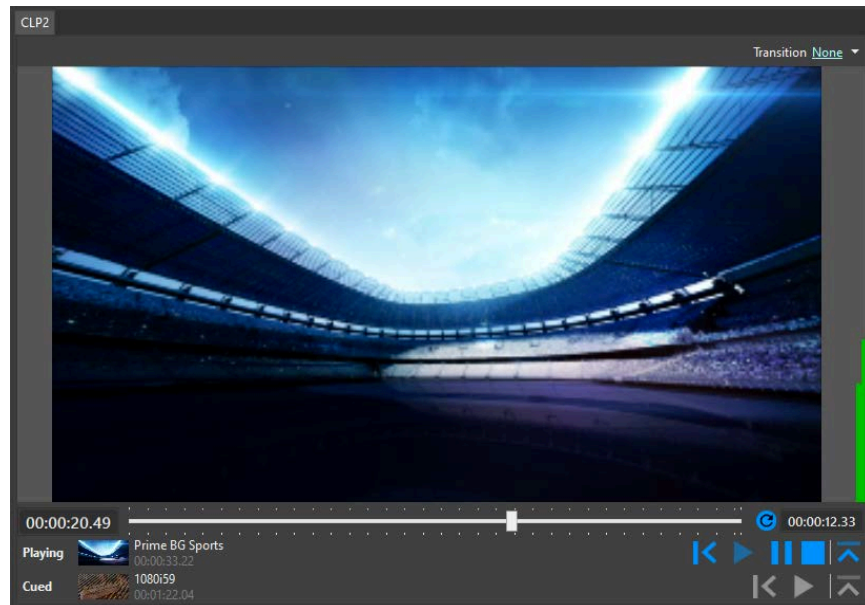 CLP2
Transition None
00:00:20.49 00:00:12.33
Playing Prime BG Sports
00:00:33.22
Cued 1080i59
00:01:22.04